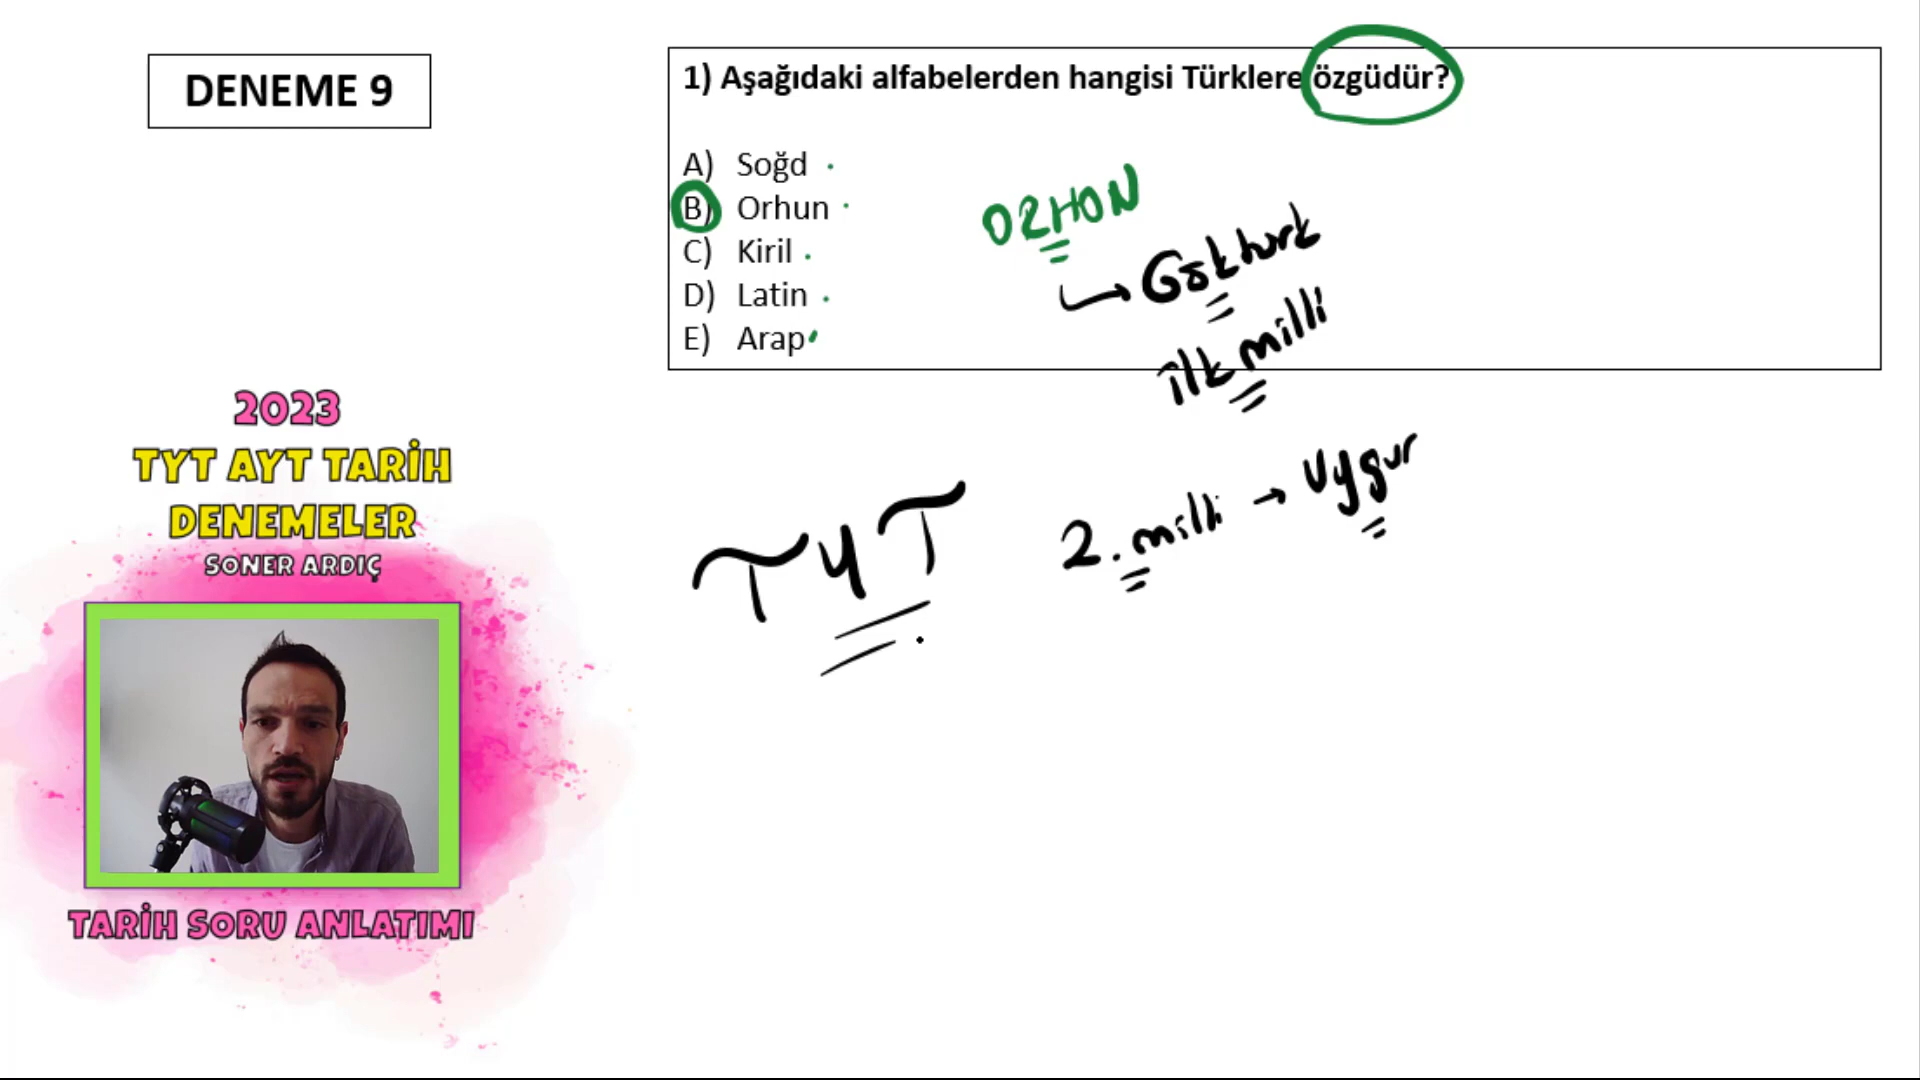 DENEME 9
1) Aşağıdaki alfabelerden hangisi Türklere özgüdür?
A) Soğd
B) Orhun
C) Kiril
D) Latin
E) Arap
ORHON
→ Göktürk
ilk milli
TYT
2. milli → Uygur
2023
TYT AYT TARİH
DENEMELER
SONER ARDIÇ
TARİH SORU ANLATIMI